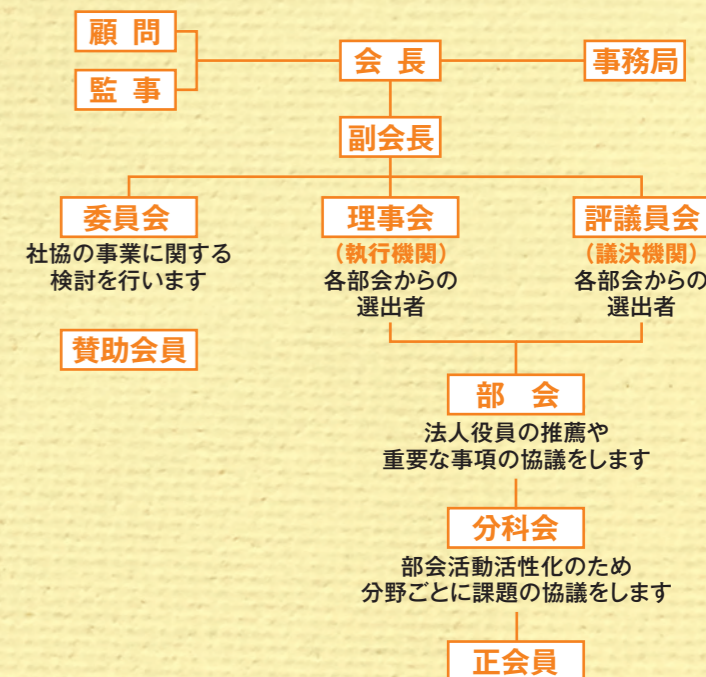 顧 問
監 事
会 長
事務局
副会長
委員会
社協の事業に関する
検討を行います
理事会
（執行機関）
各部会からの
選出者
評議員会
（議決機関）
各部会からの
選出者
賛助会員
部 会
法人役員の推薦や
重要な事項の協議をします
分科会
部会活動活性化のため
分野ごとに課題の協議をします
正会員